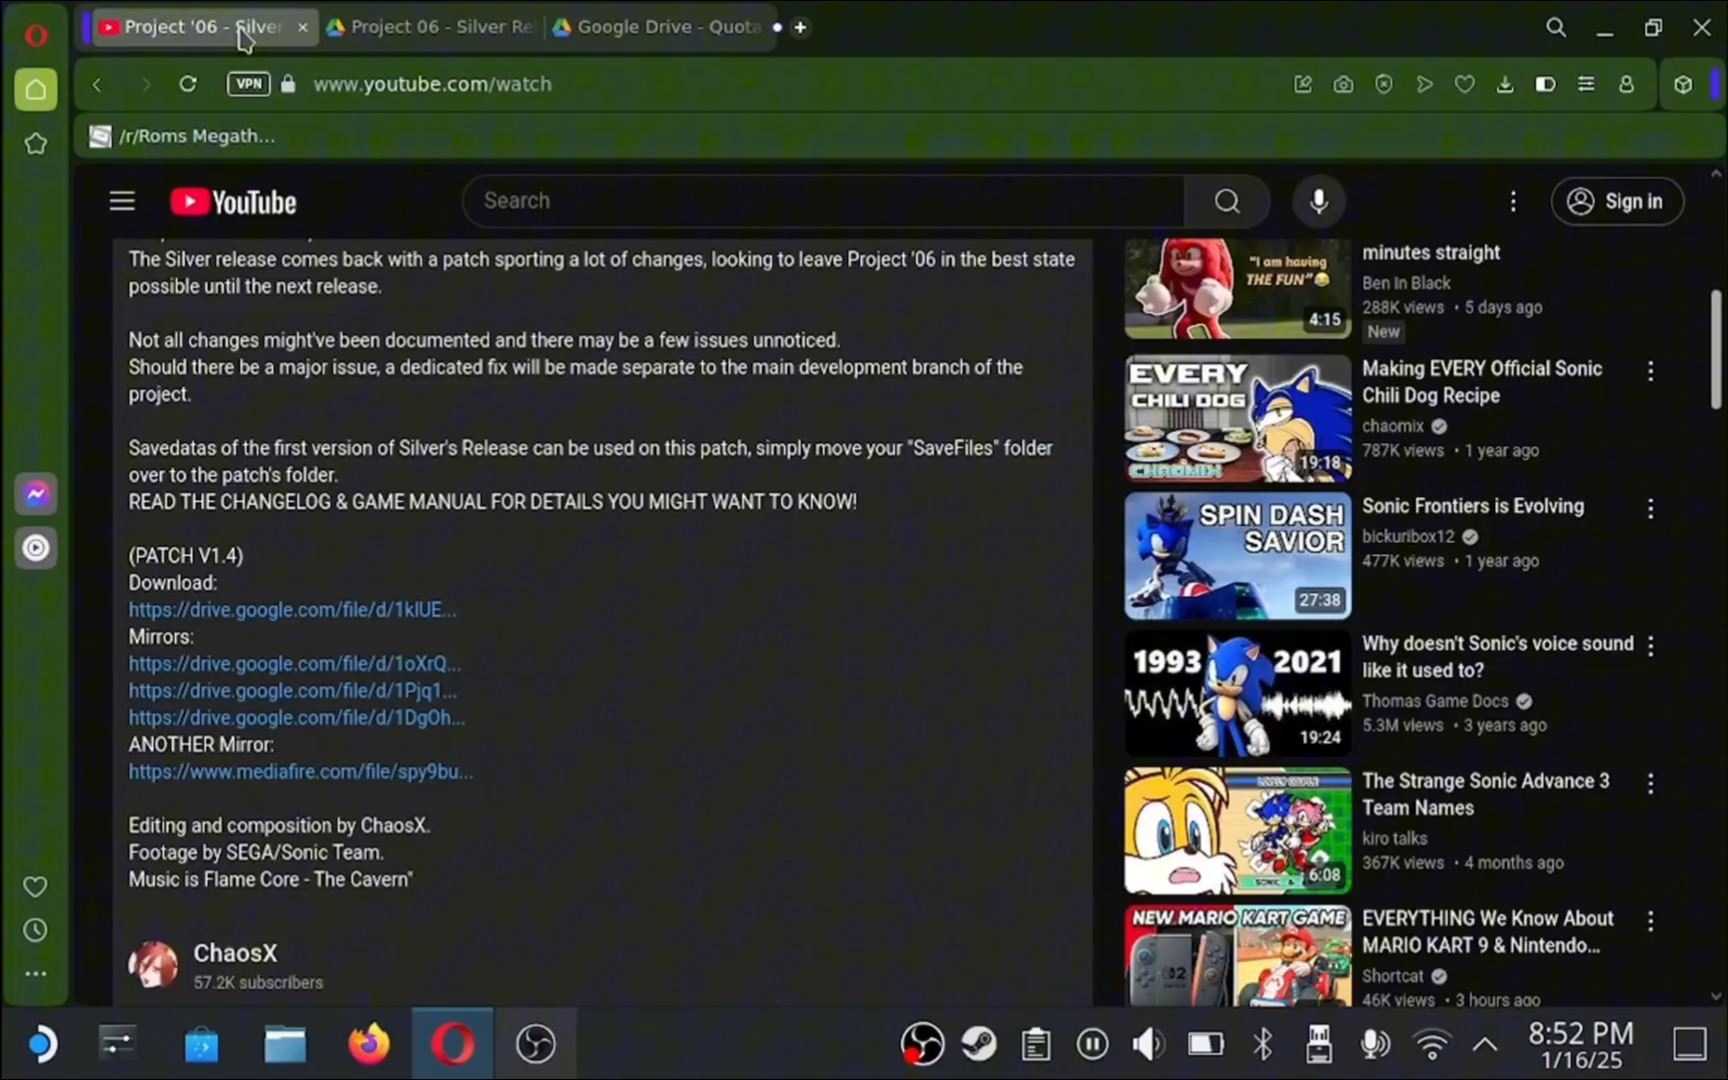 Project '06 - Silver
Project 06 - Silver Re
Google Drive - Quota
VPN
www.youtube.com/watch
/r/Roms Megath...
YouTube
Search
Sign in
The Silver release comes back with a patch sporting a lot of changes, looking to leave Project '06 in the best state
possible until the next release.
Not all changes might've been documented and there may be a few issues unnoticed.
Should there be a major issue, a dedicated fix will be made separate to the main development branch of the
project.
Savedatas of the first version of Silver's Release can be used on this patch, simply move your "SaveFiles" folder
over to the patch's folder.
READ THE CHANGELOG & GAME MANUAL FOR DETAILS YOU MIGHT WANT TO KNOW!
(PATCH V1.4)
Download:
https://drive.google.com/file/d/1kIUE...
Mirrors:
https://drive.google.com/file/d/1oXrQ...
https://drive.google.com/file/d/1Pjq1...
https://drive.google.com/file/d/1DgOh...
ANOTHER Mirror:
https://www.mediafire.com/file/spy9bu...
Editing and composition by ChaosX.
Footage by SEGA/Sonic Team.
Music is Flame Core - The Cavern"
ChaosX
57.2K subscribers
"I am having
THE FUN"
4:15
minutes straight
Ben In Black
288K views • 5 days ago
New
EVERY
CHILI DOG
CHAOMIX
19:18
Making EVERY Official Sonic
Chili Dog Recipe
chaomix
787K views • 1 year ago
SPIN DASH
SAVIOR
27:38
Sonic Frontiers is Evolving
bickuribox12
477K views • 1 year ago
1993
2021
19:24
Why doesn't Sonic's voice sound
like it used to?
Thomas Game Docs
5.3M views • 3 years ago
6:08
The Strange Sonic Advance 3
Team Names
kiro talks
367K views • 4 months ago
NEW MARIO KART GAME
EVERYTHING We Know About
MARIO KART 9 & Nintendo...
Shortcat
46K views • 3 hours ago
8:52 PM
1/16/25